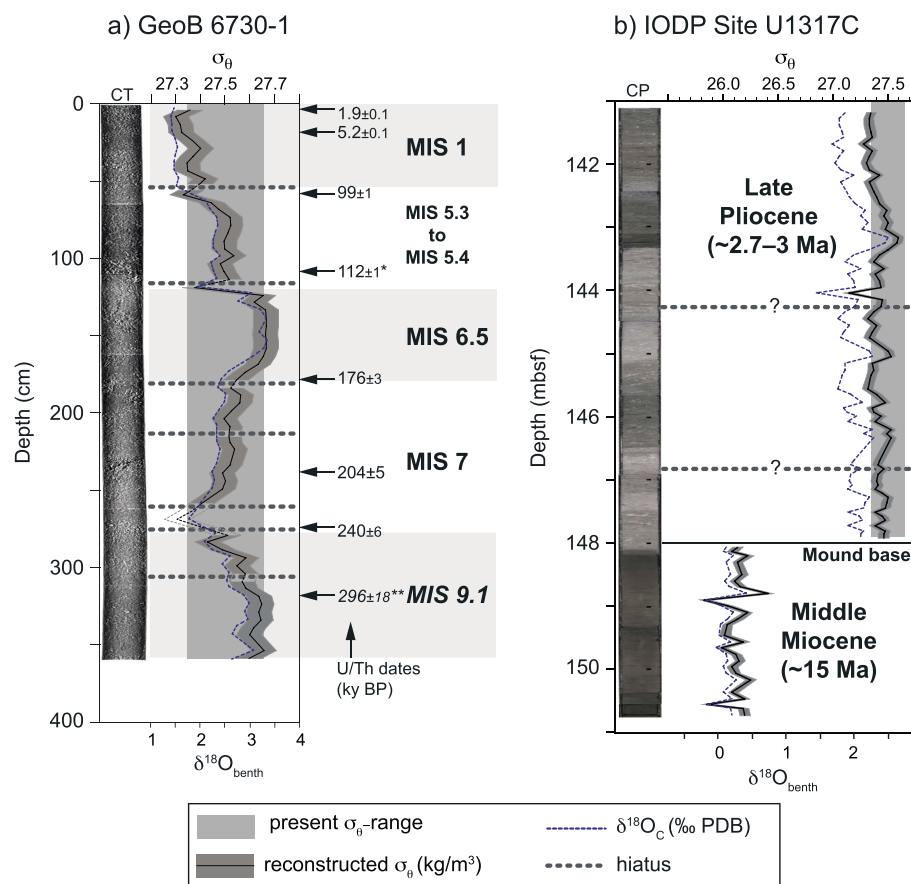 a) GeoB 6730-1
σθ
27.3 27.5 27.7
CT
0
100
200
300
400
Depth (cm)
1.9±0.1
5.2±0.1
MIS 1
99±1
MIS 5.3
to
MIS 5.4
112±1*
MIS 6.5
176±3
MIS 7
204±5
240±6
296±18**
MIS 9.1
U/Th dates
(ky BP)
1 2 3 4
δ¹⁸Obenth
b) IODP Site U1317C
σθ
26.0 26.5 27.0 27.5
CP
142
144
146
148
150
Depth (mbsf)
Late
Pliocene
(~2.7–3 Ma)
?
?
Mound base
Middle
Miocene
(~15 Ma)
0 1 2
δ¹⁸Obenth
present σθ-range
δ¹⁸OC (‰ PDB)
reconstructed σθ (kg/m³)
hiatus